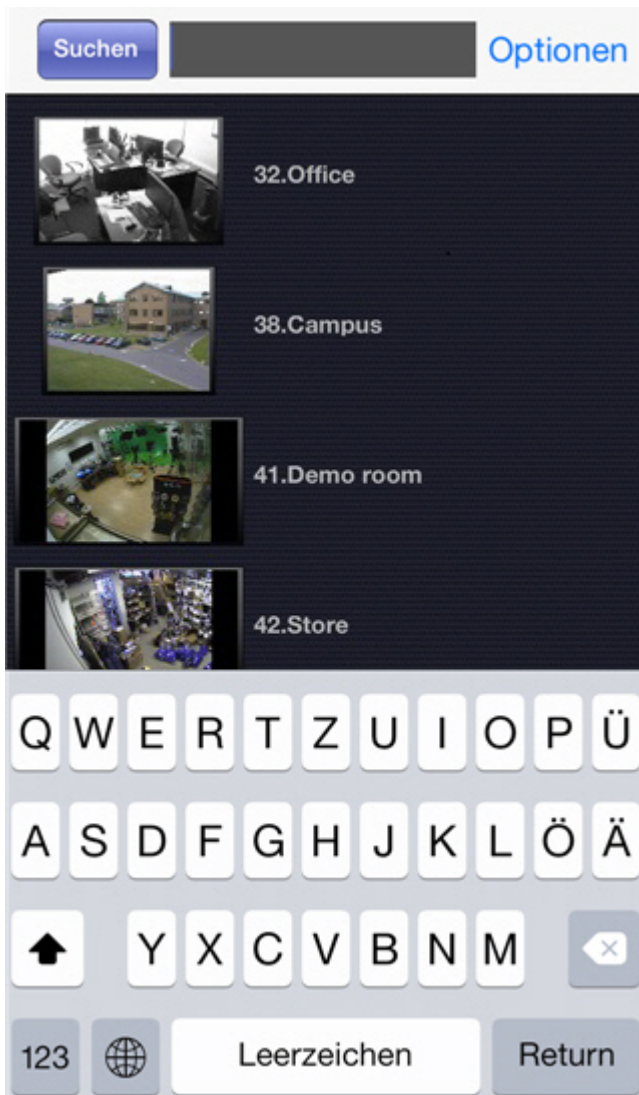 Suchen Optionen
32.Office
38.Campus
41.Demo room
42.Store
Q W E R T Z U I O P Ü
A S D F G H J K L Ö Ä
Y X C V B N M
123 Leerzeichen Return